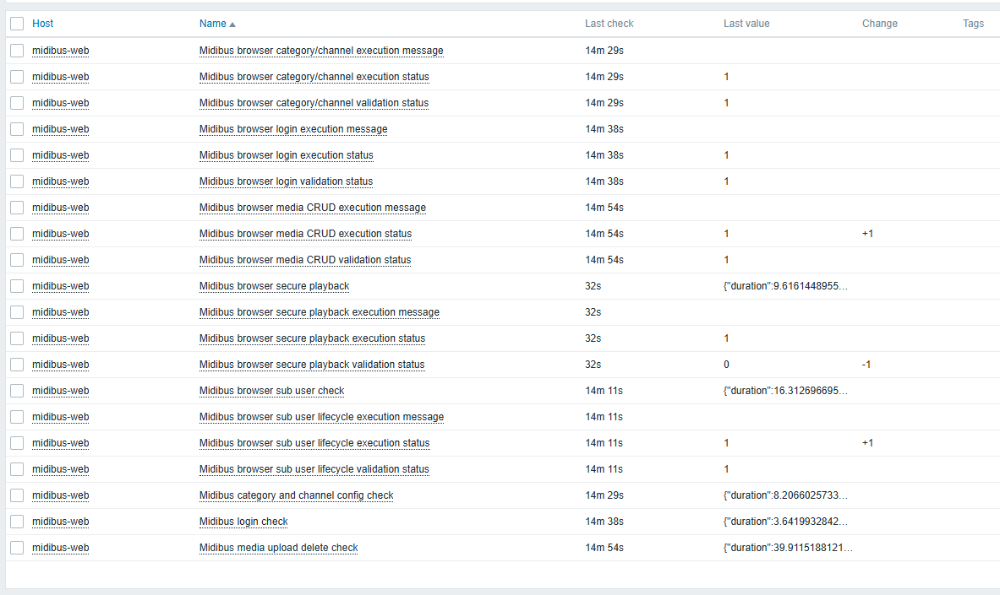 Host Name Last check Last value Change Tags
midibus-web Midibus browser category/channel execution message 14m 29s
midibus-web Midibus browser category/channel execution status 14m 29s 1
midibus-web Midibus browser category/channel validation status 14m 29s 1
midibus-web Midibus browser login execution message 14m 38s
midibus-web Midibus browser login execution status 14m 38s 1
midibus-web Midibus browser login validation status 14m 38s 1
midibus-web Midibus browser media CRUD execution message 14m 54s
midibus-web Midibus browser media CRUD execution status 14m 54s 1 +1
midibus-web Midibus browser media CRUD validation status 14m 54s 1
midibus-web Midibus browser secure playback 32s {"duration":9.6161448955…
midibus-web Midibus browser secure playback execution message 32s
midibus-web Midibus browser secure playback execution status 32s 1
midibus-web Midibus browser secure playback validation status 32s 0 -1
midibus-web Midibus browser sub user check 14m 11s {"duration":16.312696695…
midibus-web Midibus browser sub user lifecycle execution message 14m 11s
midibus-web Midibus browser sub user lifecycle execution status 14m 11s 1 +1
midibus-web Midibus browser sub user lifecycle validation status 14m 11s 1
midibus-web Midibus category and channel config check 14m 29s {"duration":8.2066025733…
midibus-web Midibus login check 14m 38s {"duration":3.6419932842…
midibus-web Midibus media upload delete check 14m 54s {"duration":39.9115188121…